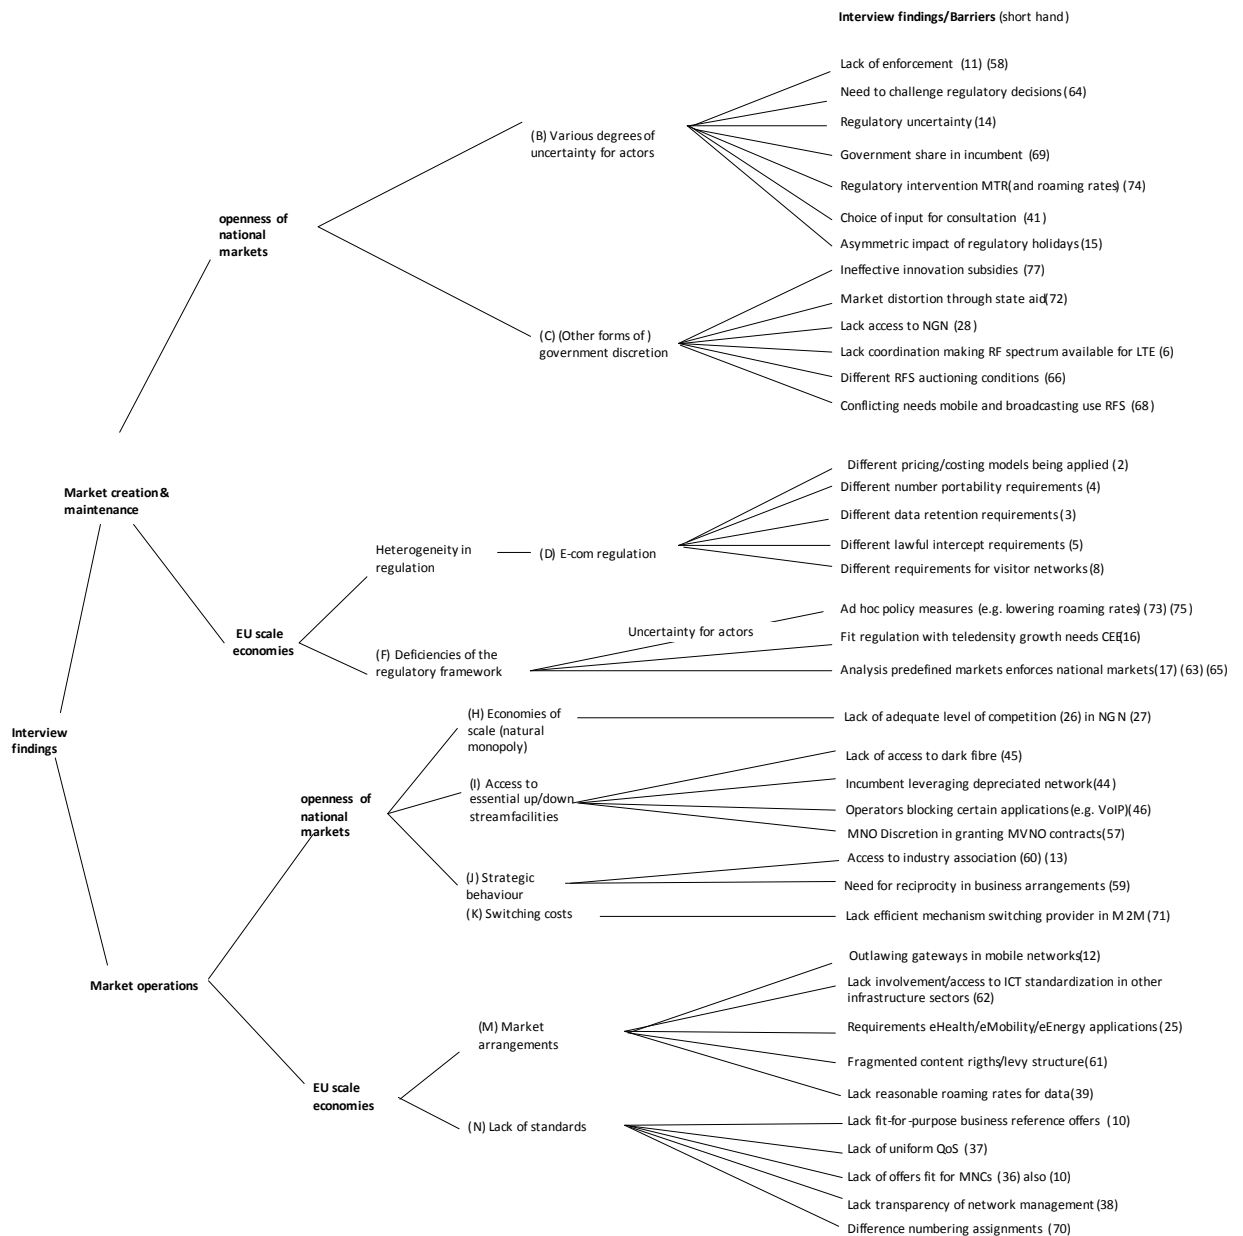 Interview findings/Barriers (short hand)
Lack of enforcement (11) (58)
Need to challenge regulatory decisions (64)
Regulatory uncertainty (14)
(B) Various degrees of
uncertainty for actors
Government share in incumbent (69)
Regulatory intervention MTR(and roaming rates) (74)
Choice of input for consultation (41)
openness of
national
markets
Asymmetric impact of regulatory holidays (15)
Ineffective innovation subsidies (77)
Market distortion through state aid(72)
Lack access to NGN (28)
(C) (Other forms of)
government discretion
Lack coordination making RF spectrum available for LTE (6)
Different RFS auctioning conditions (66)
Conflicting needs mobile and broadcasting use RFS (68)
Different pricing/costing models being applied (2)
Different number portability requirements (4)
Market creation &
maintenance
Different data retention requirements (3)
Different lawful intercept requirements (5)
Heterogeneity in
regulation
(D) E-com regulation
Different requirements for visitor networks (8)
Ad hoc policy measures (e.g. lowering roaming rates) (73) (75)
Uncertainty for actors
EU scale
economies
Fit regulation with teledensity growth needs CEE(16)
(F) Deficiencies of the
regulatory framework
Analysis predefined markets enforces national markets (17) (63) (65)
(H) Economies of
scale (natural
monopoly)
Lack of adequate level of competition (26) in NGN (27)
Interview
findings
Lack of access to dark fibre (45)
(I) Access to
essential up/down
stream facilities
Incumbent leveraging depreciated network (44)
openness of
national
markets
Operators blocking certain applications (e.g. VoIP)(46)
MNO Discretion in granting MVNO contracts (57)
Access to industry association (60) (13)
(J) Strategic
behaviour
Need for reciprocity in business arrangements (59)
(K) Switching costs
Lack efficient mechanism switching provider in M2M (71)
Outlawing gateways in mobile networks(12)
Market operations
Lack involvement/access to ICT standardization in other
infrastructure sectors (62)
(M) Market
arrangements
Requirements eHealth/eMobility/eEnergy applications (25)
Fragmented content rigths/levy structure (61)
Lack reasonable roaming rates for data (39)
EU scale
economies
Lack fit-for-purpose business reference offers (10)
(N) Lack of standards
Lack of uniform QoS (37)
Lack of offers fit for MNCs (36) also (10)
Lack transparency of network management (38)
Difference numbering assignments (70)